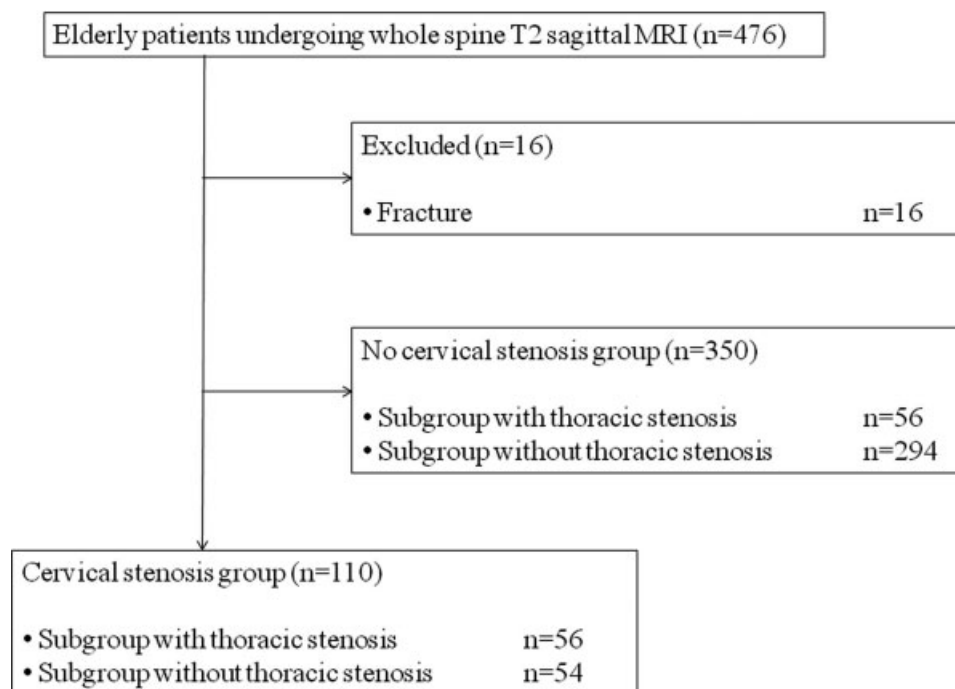 Elderly patients undergoing whole spine T2 sagittal MRI (n=476)
Excluded (n=16)
• Fracture n=16
No cervical stenosis group (n=350)
• Subgroup with thoracic stenosis n=56
• Subgroup without thoracic stenosis n=294
Cervical stenosis group (n=110)
• Subgroup with thoracic stenosis n=56
• Subgroup without thoracic stenosis n=54